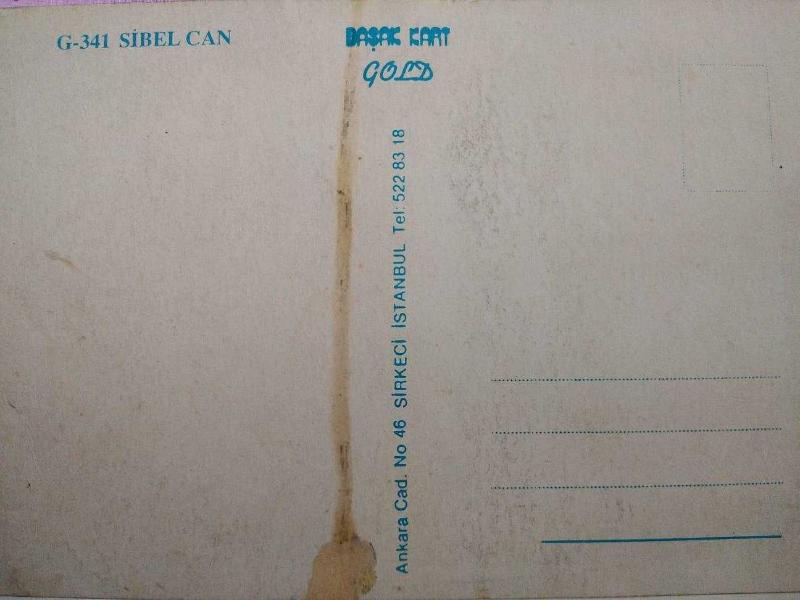 G-341 SİBEL CAN
BAŞAK KART
GOLD
Ankara Cad. No 46 SİRKECİ İSTANBUL Tel: 522 83 18